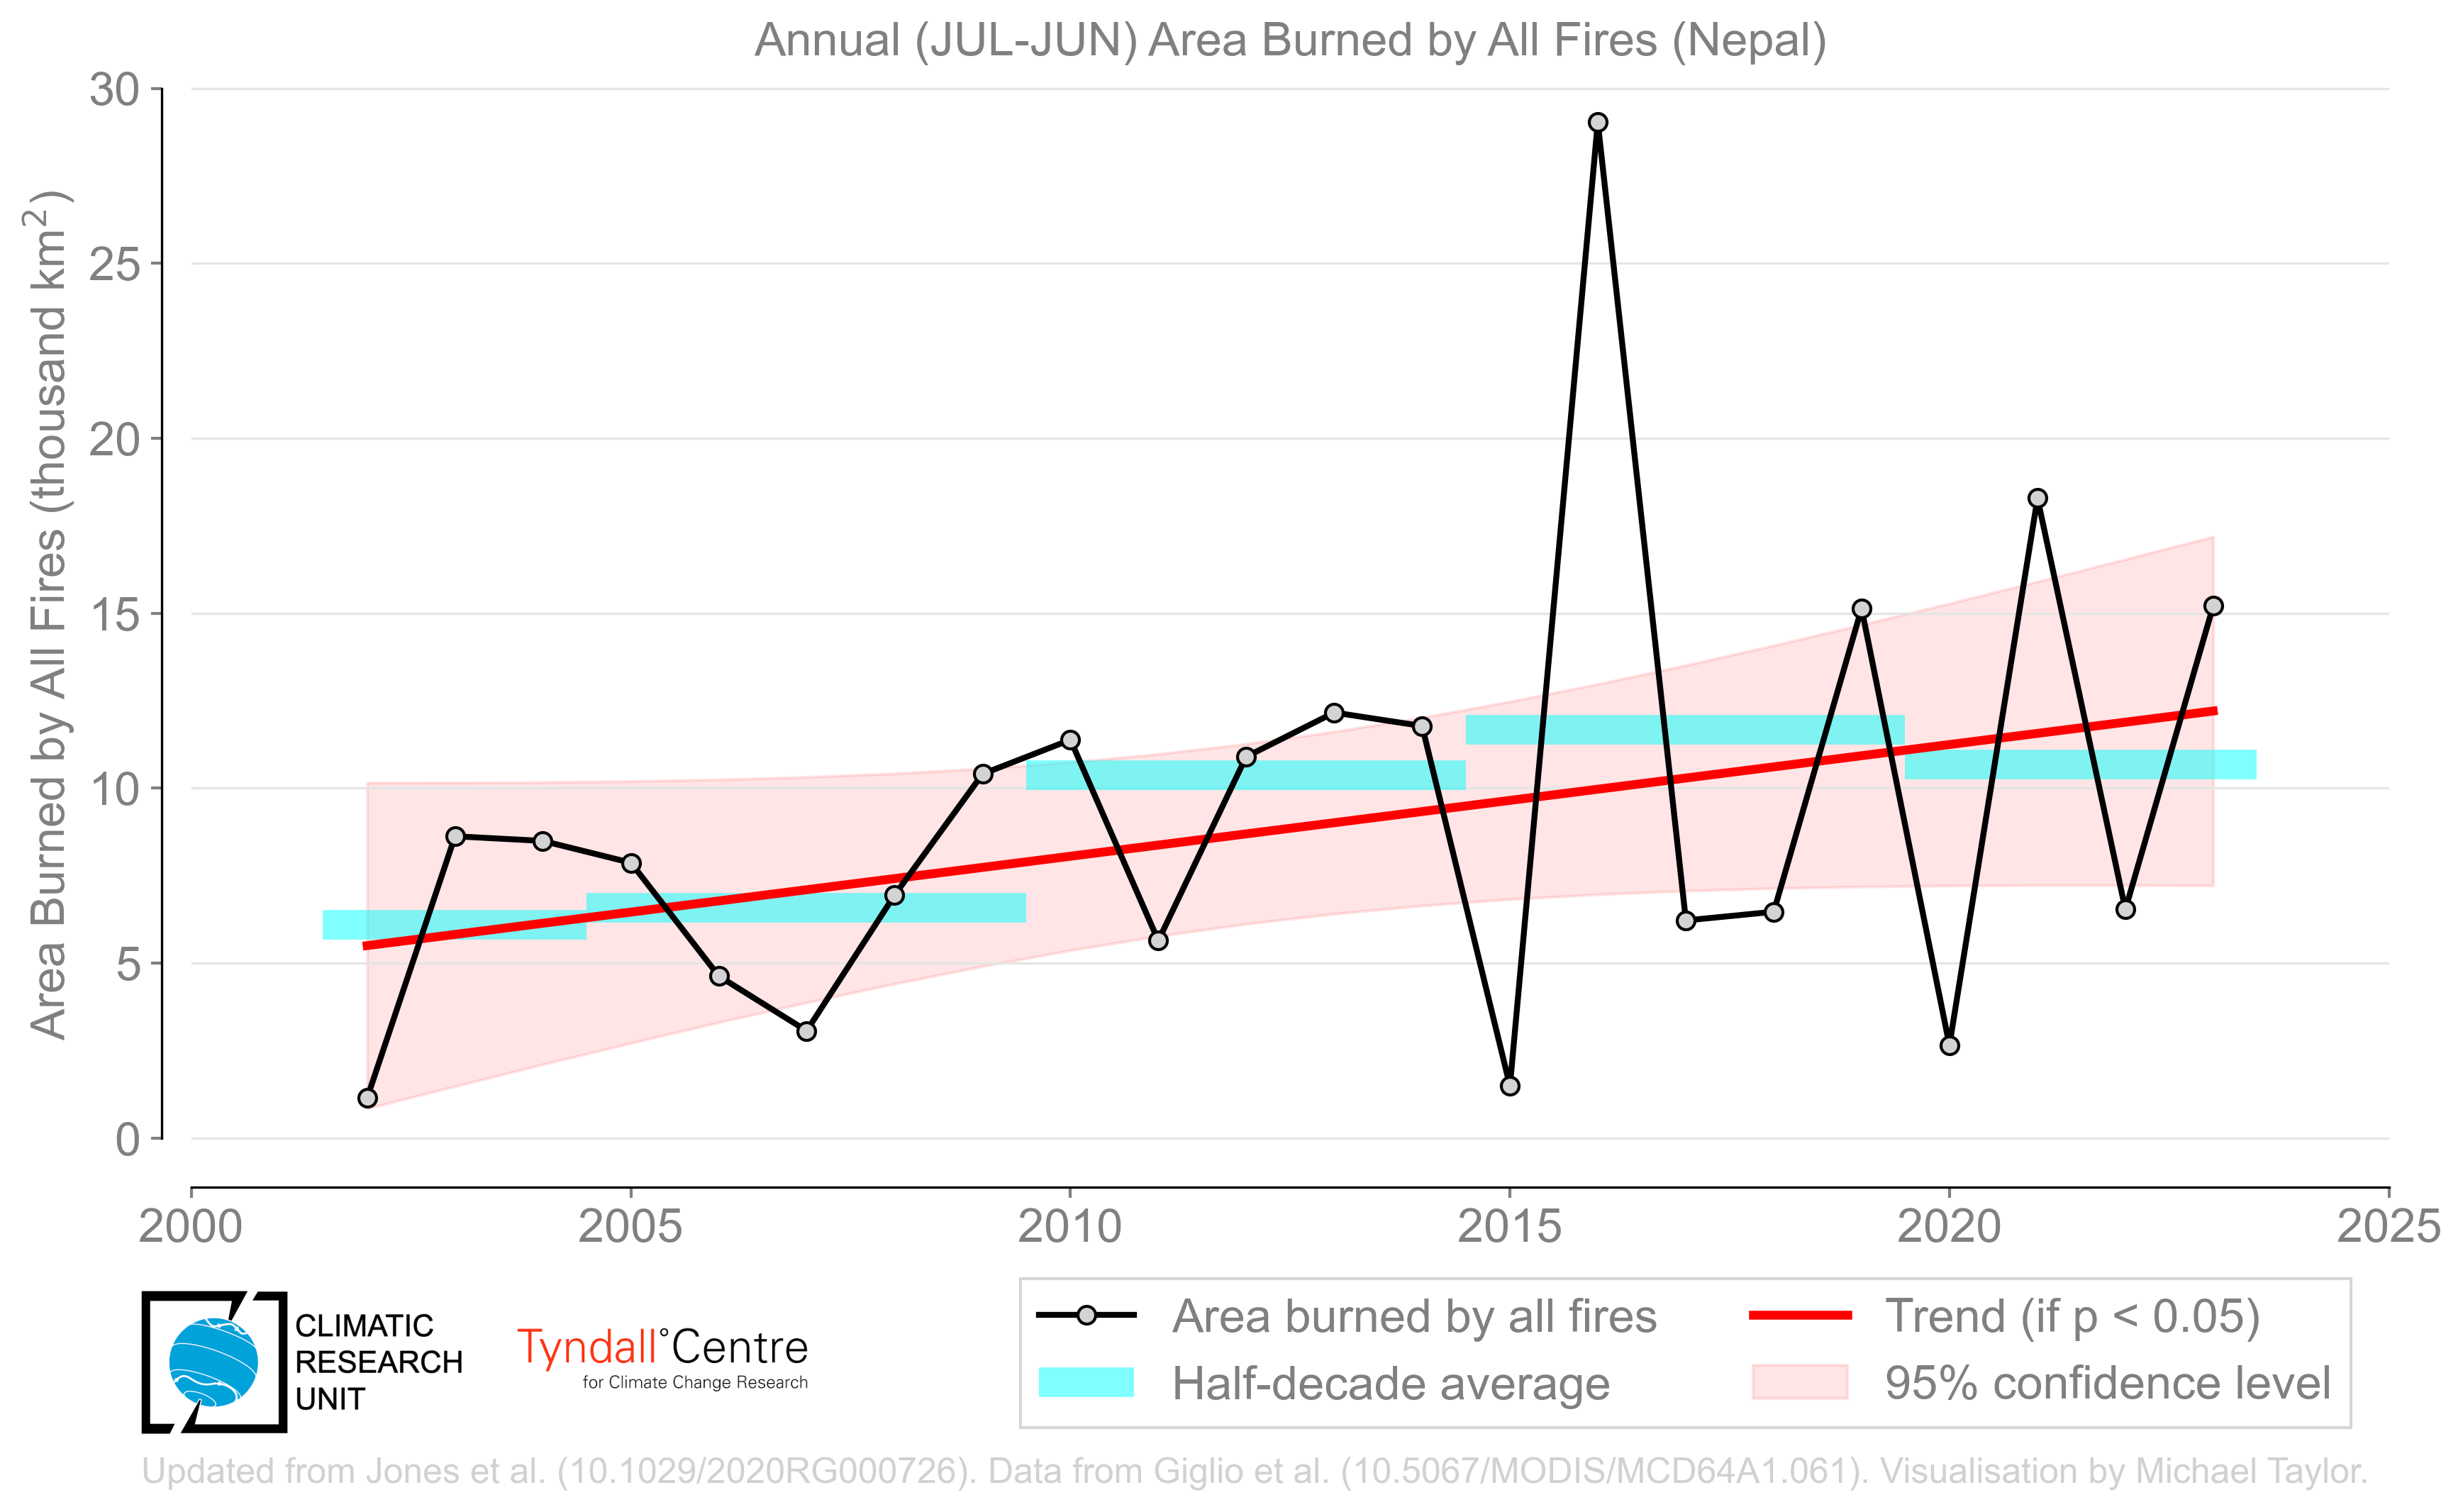 Annual (JUL-JUN) Area Burned by All Fires (Nepal)
Area Burned by All Fires (thousand km²)
30
25
20
15
10
5
0
2000 2005 2010 2015 2020 2025
CLIMATIC
RESEARCH
UNIT
Tyndall°Centre
for Climate Change Research
Area burned by all fires
Half-decade average
Trend (if p < 0.05)
95% confidence level
Updated from Jones et al. (10.1029/2020RG000726). Data from Giglio et al. (10.5067/MODIS/MCD64A1.061). Visualisation by Michael Taylor.